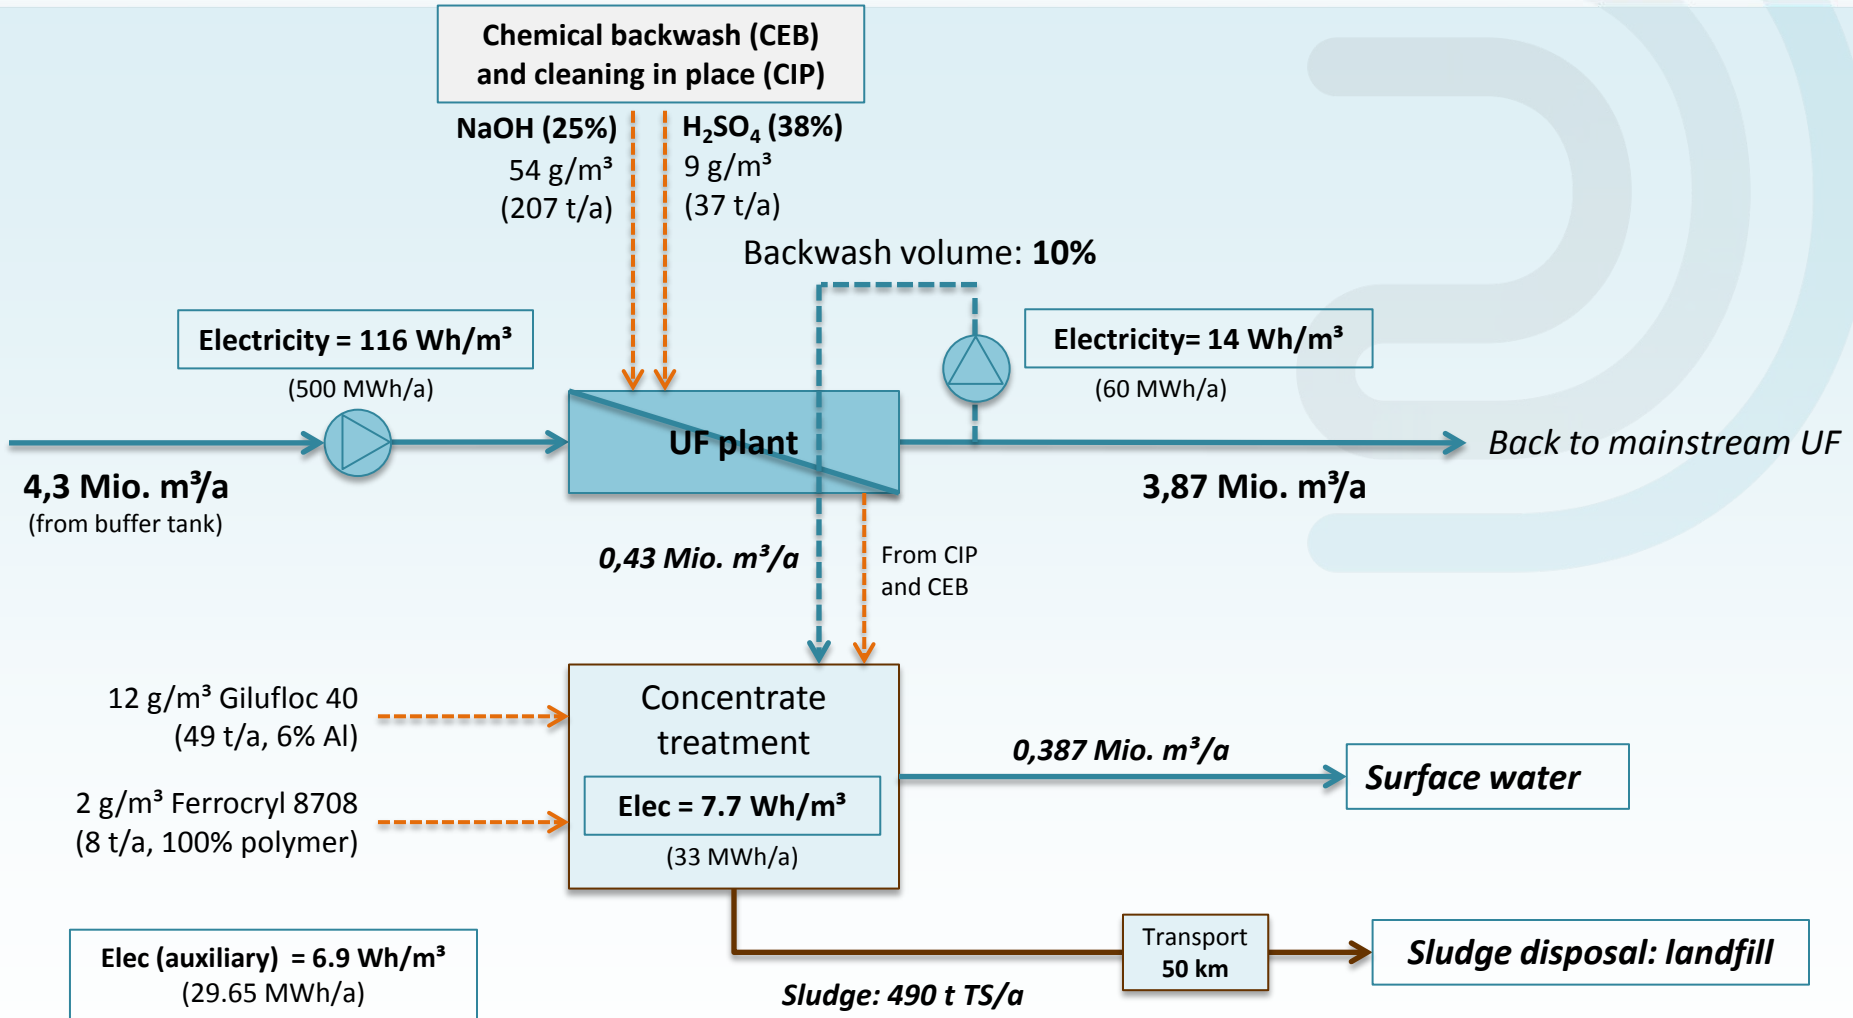 Chemical backwash (CEB)
and cleaning in place (CIP)
NaOH (25%)
54 g/m³
(207 t/a)
H₂SO₄ (38%)
9 g/m³
(37 t/a)
Backwash volume: 10%
Electricity = 116 Wh/m³
(500 MWh/a)
Electricity= 14 Wh/m³
(60 MWh/a)
UF plant
Back to mainstream UF
4,3 Mio. m³/a
(from buffer tank)
3,87 Mio. m³/a
0,43 Mio. m³/a
From CIP
and CEB
12 g/m³ Gilufloc 40
(49 t/a, 6% Al)
2 g/m³ Ferrocryl 8708
(8 t/a, 100% polymer)
Concentrate
treatment
Elec = 7.7 Wh/m³
(33 MWh/a)
0,387 Mio. m³/a
Surface water
Elec (auxiliary) = 6.9 Wh/m³
(29.65 MWh/a)
Transport
50 km
Sludge disposal: landfill
Sludge: 490 t TS/a